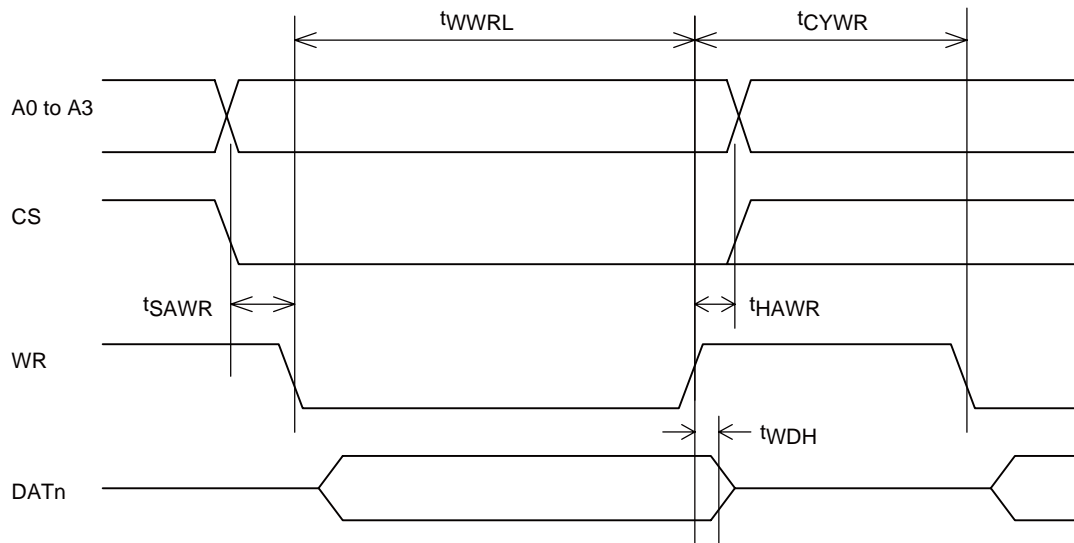 tWWRL
tCYWR
A0 to A3
CS
tSAWR
tHAWR
WR
tWDH
DATn